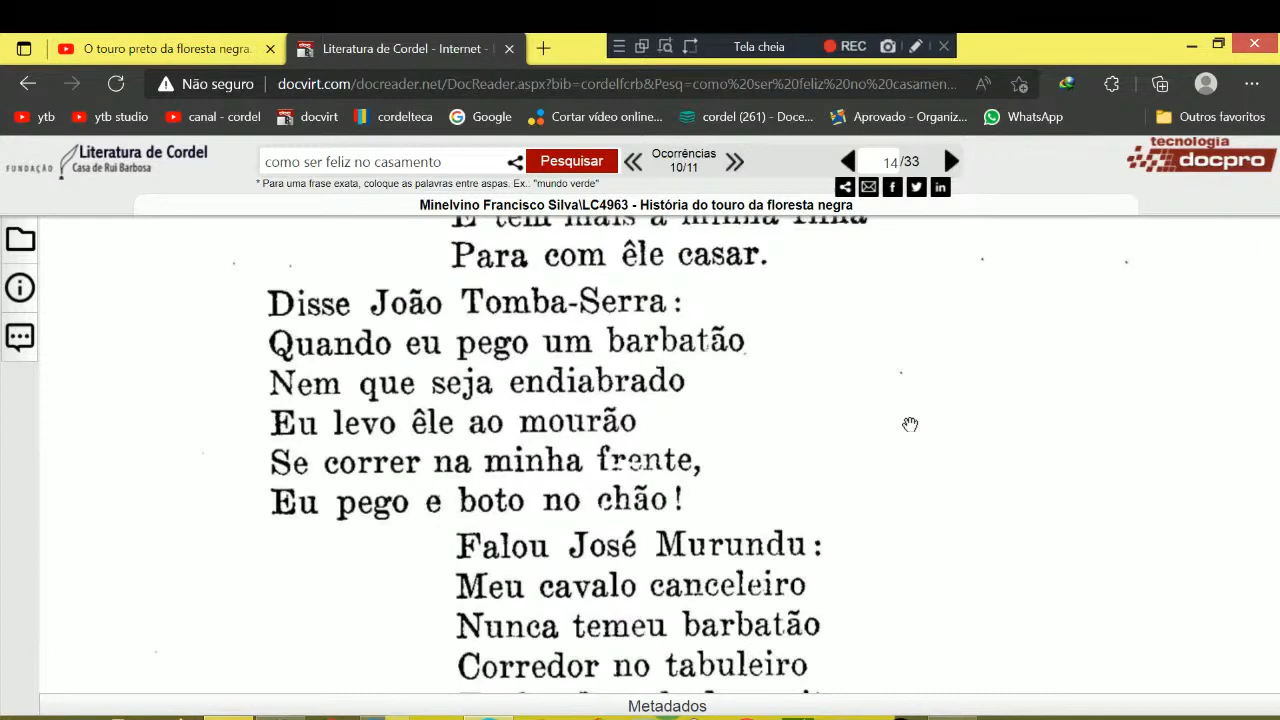 O touro preto da floresta negra.
Literatura de Cordel - Internet -
Tela cheia
REC
Não seguro
docvirt.com/docreader.net/DocReader.aspx?bib=cordelfcrb&Pesq=como%20ser%20feliz%20no%20casamen...
ytb
ytb studio
canal - cordel
docvirt
cordelteca
Google
Cortar vídeo online...
cordel (261) - Doce...
Aprovado - Organiz...
WhatsApp
Outros favoritos
FUNDAÇÃO
Literatura de Cordel
Casa de Rui Barbosa
como ser feliz no casamento
Pesquisar
Ocorrências
10/11
14 /33
tecnologia
docpro
* Para uma frase exata, coloque as palavras entre aspas. Ex.: "mundo verde"
Minelvino Francisco Silva\LC4963 - História do touro da floresta negra
E tem mais a minha filha
Para com êle casar.
Disse João Tomba-Serra:
Quando eu pego um barbatão
Nem que seja endiabrado
Eu levo êle ao mourão
Se correr na minha frente,
Eu pego e boto no chão!
Falou José Murundu:
Meu cavalo canceleiro
Nunca temeu barbatão
Corredor no tabuleiro
Metadados